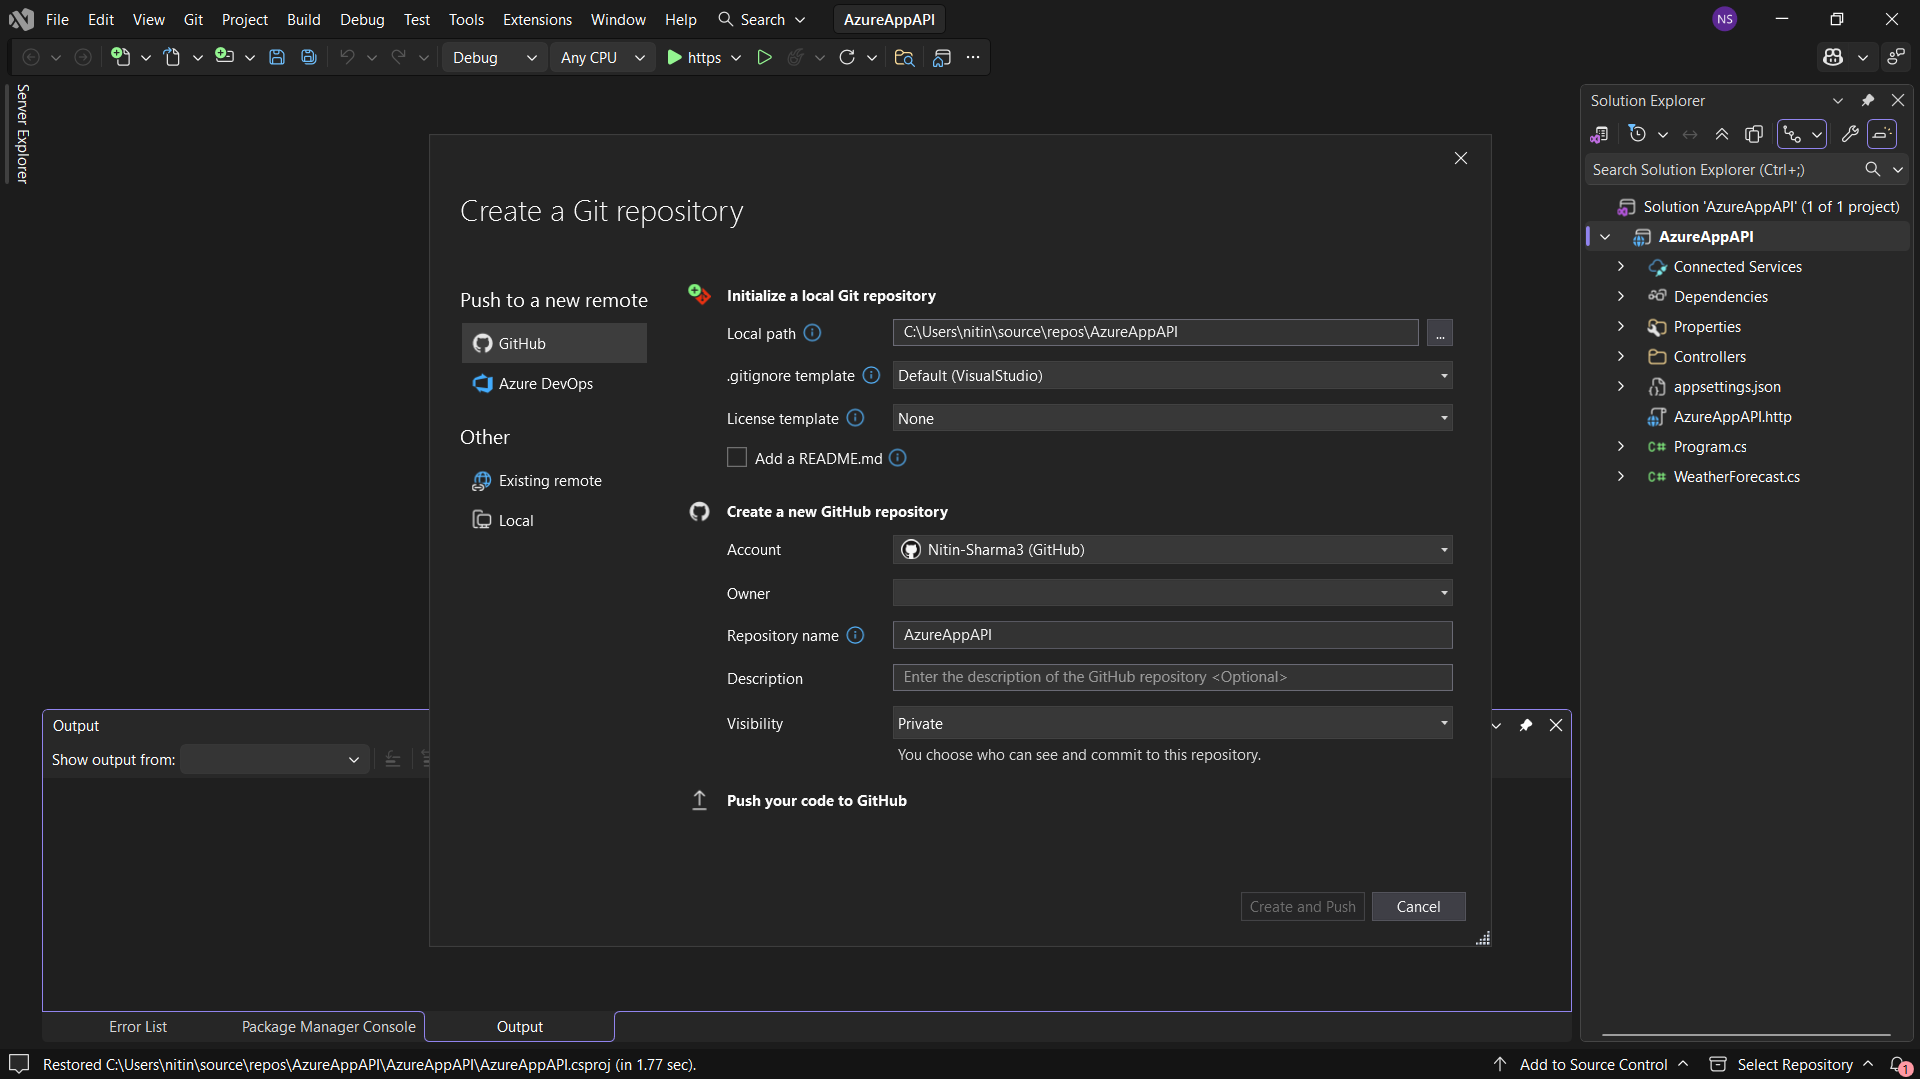 File Edit View Git Project Build Debug Test Tools Extensions Window Help Search AzureAppAPI NS
Debug Any CPU https
Server Explorer
Create a Git repository
Push to a new remote
GitHub
Azure DevOps
Other
Existing remote
Local
Initialize a local Git repository
Local path C:\Users\nitin\source\repos\AzureAppAPI ...
.gitignore template Default (VisualStudio)
License template None
Add a README.md
Create a new GitHub repository
Account Nitin-Sharma3 (GitHub)
Owner
Repository name AzureAppAPI
Description Enter the description of the GitHub repository <Optional>
Visibility Private
You choose who can see and commit to this repository.
Push your code to GitHub
Create and Push Cancel
Solution Explorer
Search Solution Explorer (Ctrl+;)
Solution 'AzureAppAPI' (1 of 1 project)
AzureAppAPI
Connected Services
Dependencies
Properties
Controllers
appsettings.json
AzureAppAPI.http
C# Program.cs
C# WeatherForecast.cs
Output
Show output from:
Error List Package Manager Console Output
Restored C:\Users\nitin\source\repos\AzureAppAPI\AzureAppAPI\AzureAppAPI.csproj (in 1.77 sec). Add to Source Control Select Repository 1